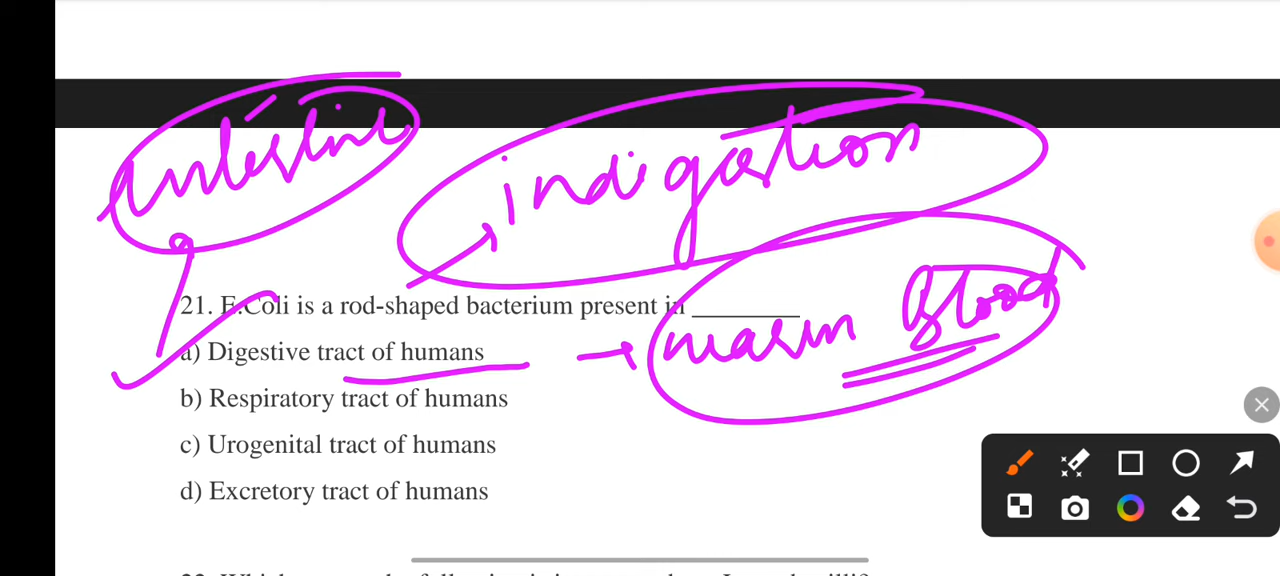 intestine
indigestion
21. E.Coli is a rod-shaped bacterium present in ________
warm Blood
a) Digestive tract of humans
b) Respiratory tract of humans
c) Urogenital tract of humans
d) Excretory tract of humans